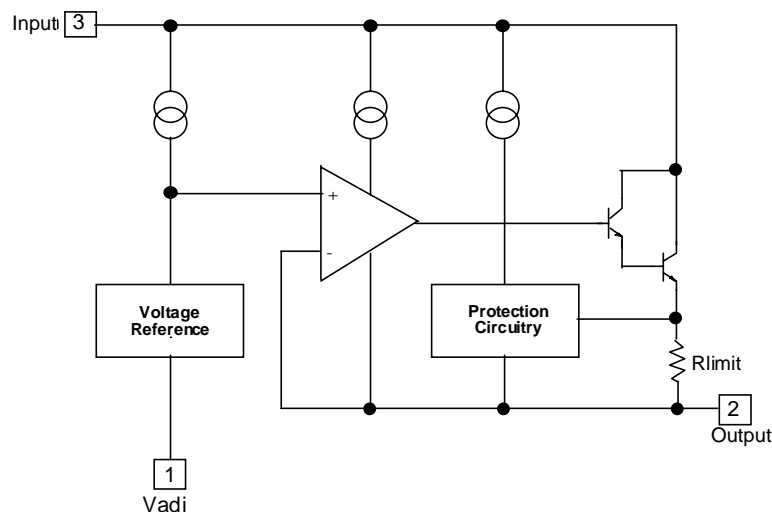 Input 3
+
-
Voltage
Reference
Protection
Circuitry
Rlimit
2
Output
1
Vadj